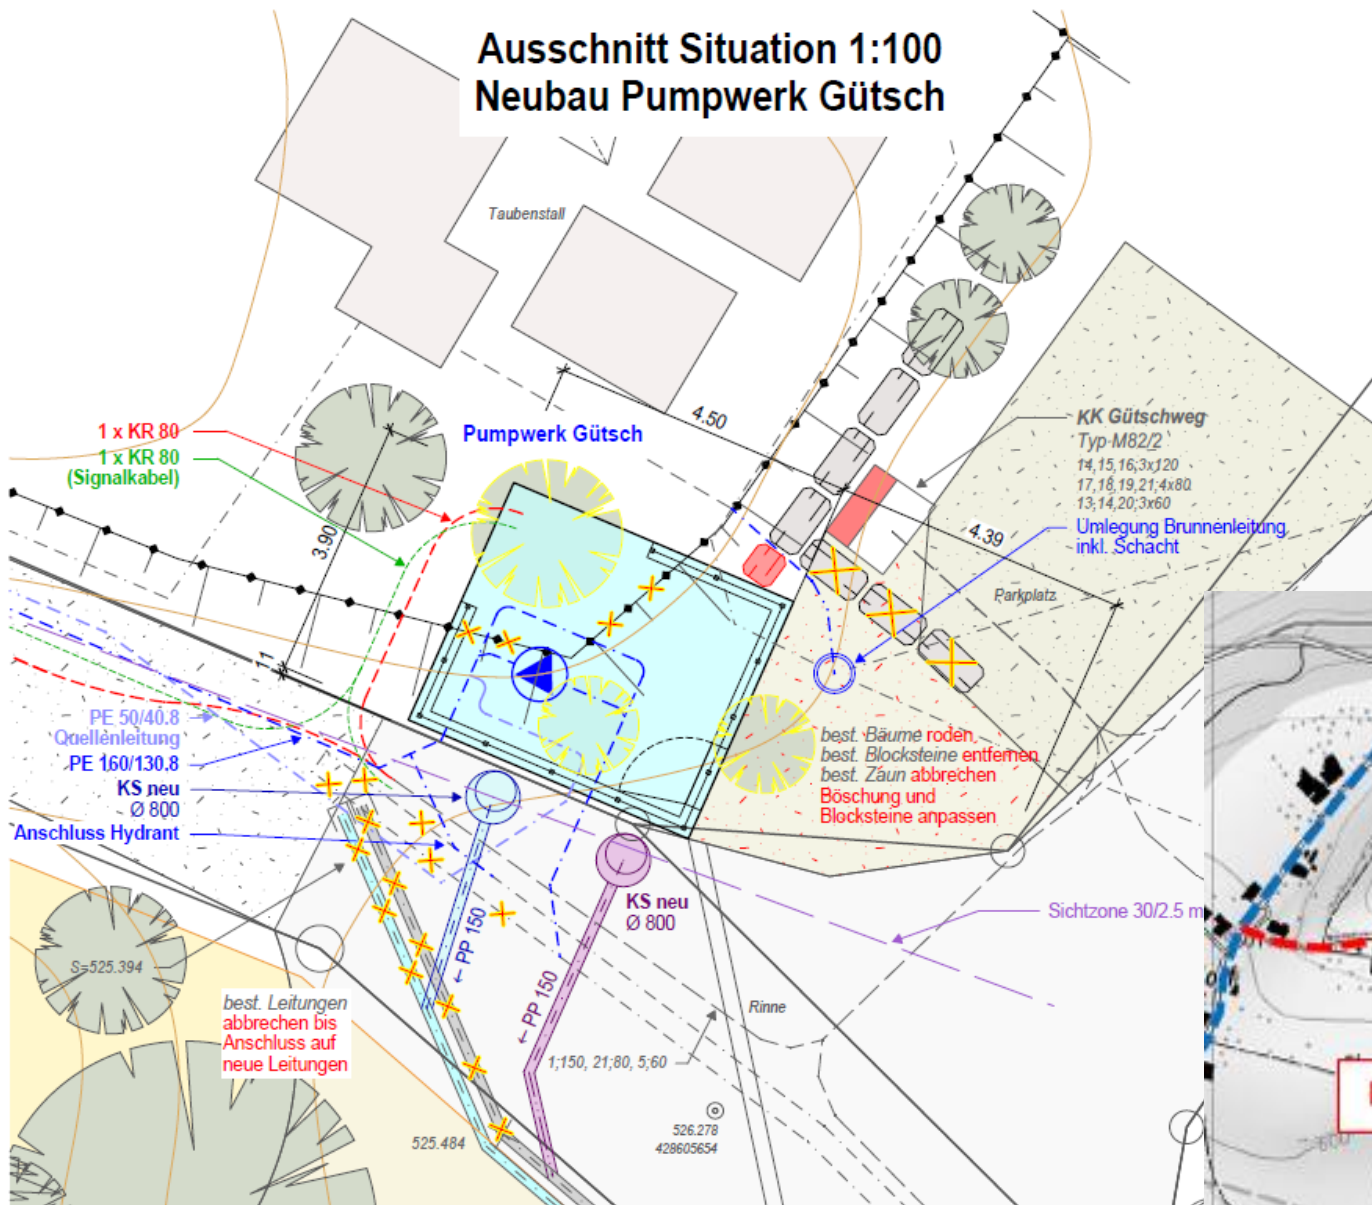 Ausschnitt Situation 1:100
Neubau Pumpwerk Gütsch
Taubenstall
4.50
1 x KR 80
1 x KR 80
(Signalkabel)
Pumpwerk Gütsch
KK Gütschweg
Typ M82/2
14,15,16;3x120
17,18,19,21;4x80
13;14,20;3x60
Umlegung Brunnenleitung
inkl. Schacht
3.90
4.39
Parkplatz
11
PE 50/40.8
Quellenleitung
PE 160/130.8
KS neu
Ø 800
Anschluss Hydrant
best. Bäume roden
best. Blocksteine entfernen
best. Zaun abbrechen
Böschung und
Blocksteine anpassen
KS neu
Ø 800
Sichtzone 30/2.5 m
← PP 150
← PP 150
S=525.394
best. Leitungen
abbrechen bis
Anschluss auf
neue Leitungen
Rinne
1;150, 21;80, 5;60
525.484
526.278
428605654
600